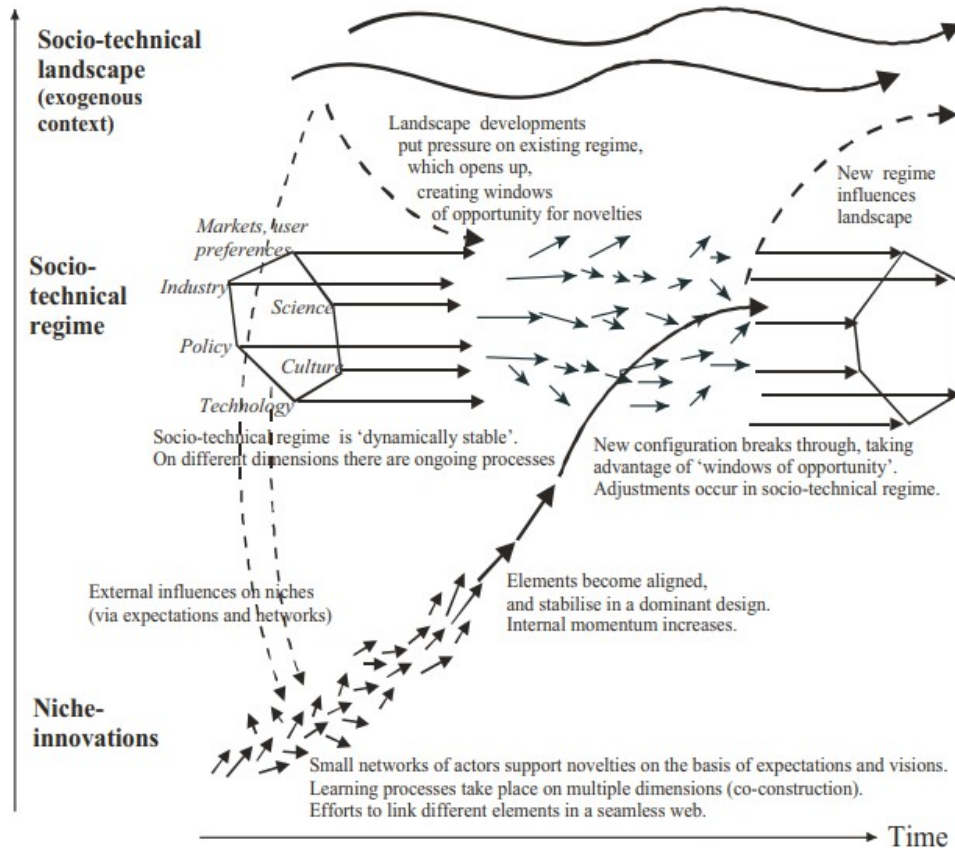 Socio-technical
landscape
(exogenous
context)
Landscape developments
put pressure on existing regime,
which opens up,
creating windows
of opportunity for novelties
New regime
influences
landscape
Markets, user
preferences
Socio-
technical
regime
Industry
Science
Policy
Culture
Technology
Socio-technical regime is ‘dynamically stable’.
On different dimensions there are ongoing processes
New configuration breaks through, taking
advantage of ‘windows of opportunity’.
Adjustments occur in socio-technical regime.
External influences on niches
(via expectations and networks)
Elements become aligned,
and stabilise in a dominant design.
Internal momentum increases.
Niche-
innovations
Small networks of actors support novelties on the basis of expectations and visions.
Learning processes take place on multiple dimensions (co-construction).
Efforts to link different elements in a seamless web.
Time